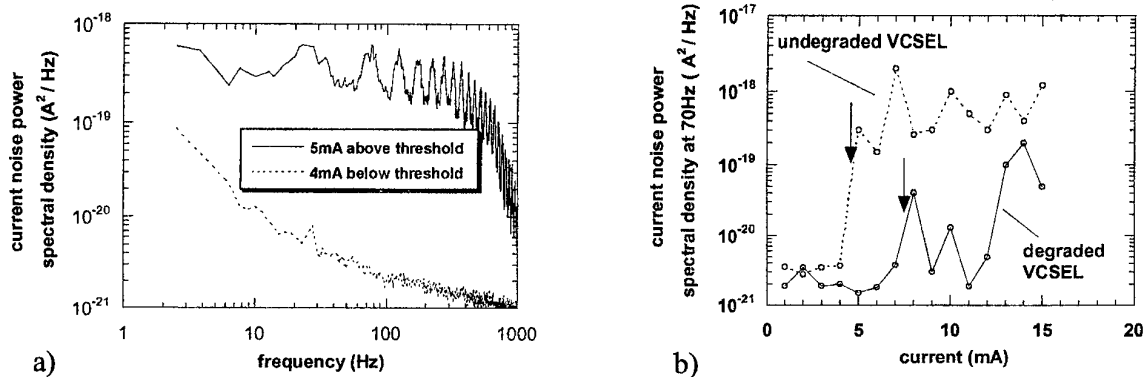 current noise power
spectral density (A² / Hz)
10⁻¹⁸
10⁻¹⁹
10⁻²⁰
10⁻²¹
5mA above threshold
4mA below threshold
1
10
100
1000
frequency (Hz)
a)
current noise power
spectral density at 70Hz ( A² / Hz)
10⁻¹⁷
10⁻¹⁸
10⁻¹⁹
10⁻²⁰
10⁻²¹
undegraded VCSEL
degraded
VCSEL
0
5
10
15
20
current (mA)
b)